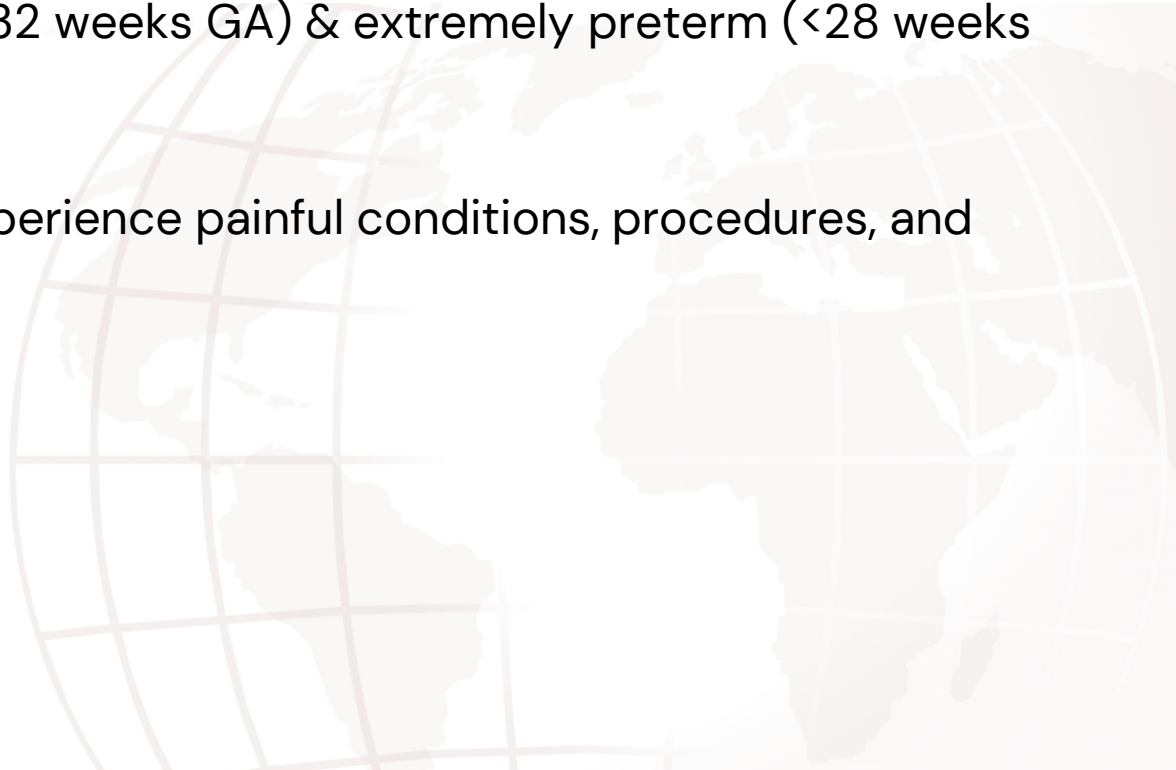 32 weeks GA) & extremely preterm (<28 weeks
perience painful conditions, procedures, and